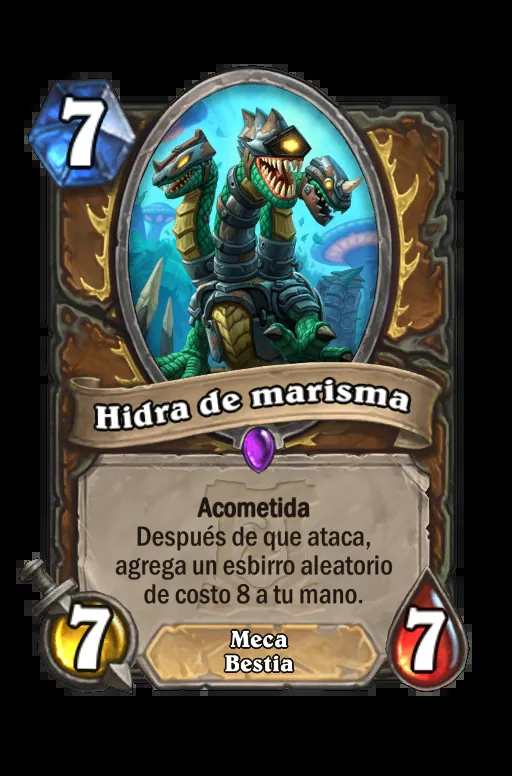 7
Hidra de marisma
Acometida
Después de que ataca,
agrega un esbirro aleatorio
de costo 8 a tu mano.
7
Meca
Bestia
7